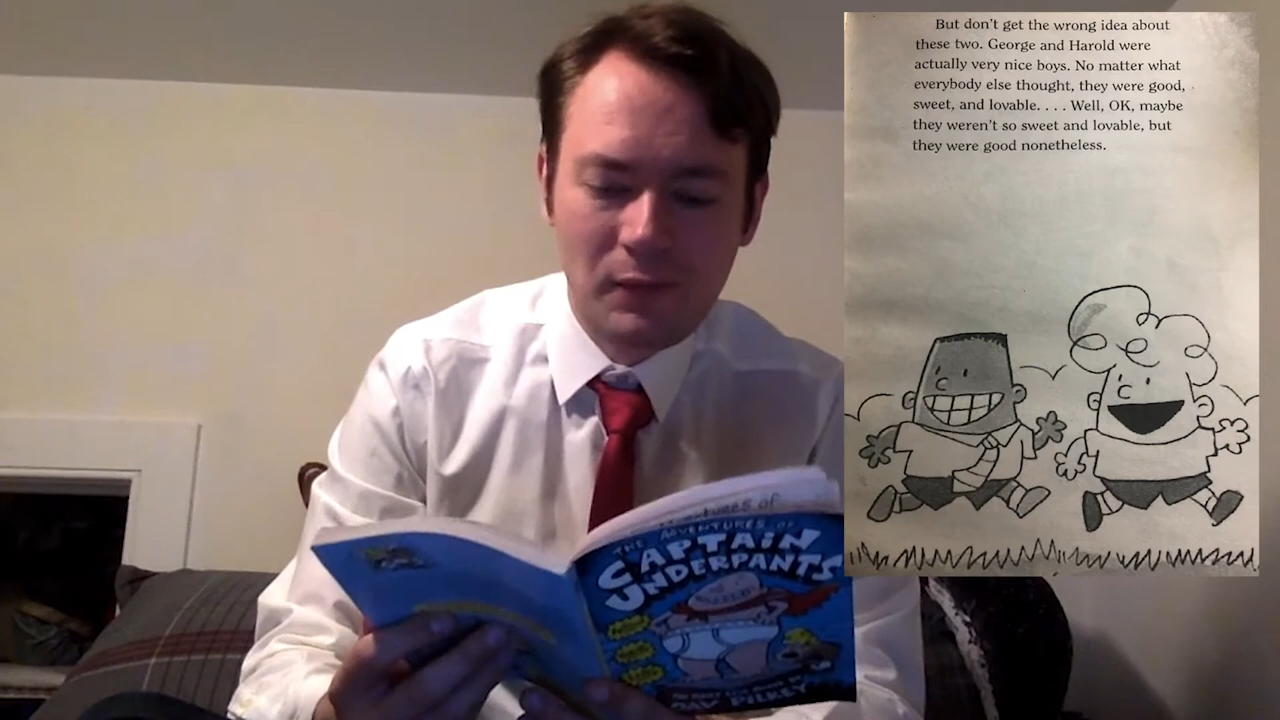 But don't get the wrong idea about
these two. George and Harold were
actually very nice boys. No matter what
everybody else thought, they were good,
sweet, and lovable. . . . Well, OK, maybe
they weren't so sweet and lovable, but
they were good nonetheless.
THE ADVENTURES OF
CAPTAIN
UNDERPANTS
DAV PILKEY